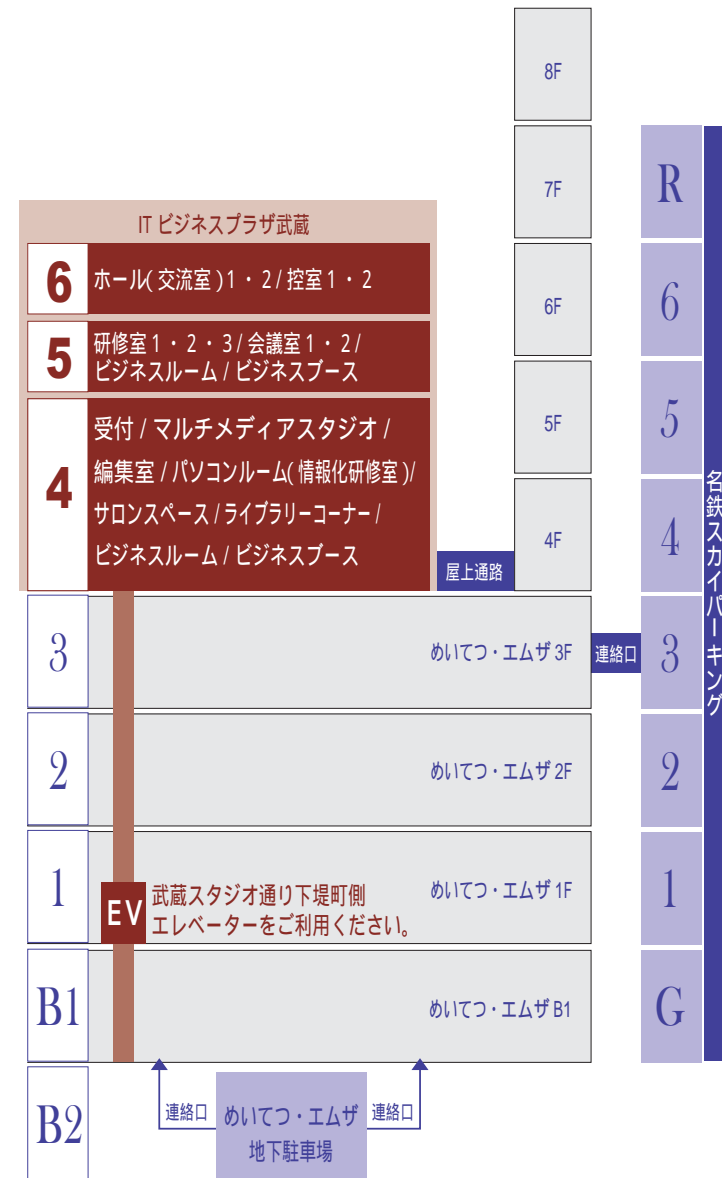 8F
7F
6F
5F
4F
IT ビジネスプラザ武蔵
6
ホール(交流室)1・2/控室1・2
5
研修室1・2・3/会議室1・2/
ビジネスルーム/ビジネスブース
4
受付/マルチメディアスタジオ/
編集室/パソコンルーム(情報化研修室)/
サロンスペース/ライブラリーコーナー/
ビジネスルーム/ビジネスブース
屋上通路
3
めいてつ・エムザ 3F
連絡口
2
めいてつ・エムザ 2F
1
EV
武蔵スタジオ通り下堤町側
エレベーターをご利用ください。
めいてつ・エムザ 1F
B1
めいてつ・エムザ B1
B2
連絡口
めいてつ・エムザ
地下駐車場
連絡口
R
6
5
4
3
2
1
G
名鉄スカイパーキング